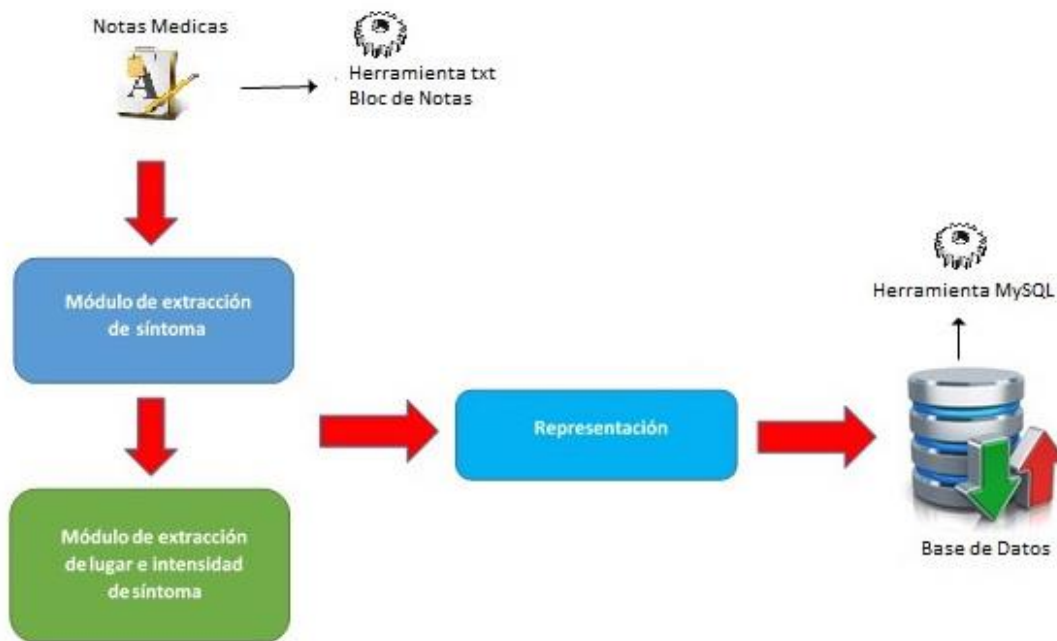 Notas Medicas
Herramienta txt
Bloc de Notas
Módulo de extracción
de síntoma
Herramienta MySQL
Representación
Módulo de extracción
de lugar e intensidad
de síntoma
Base de Datos